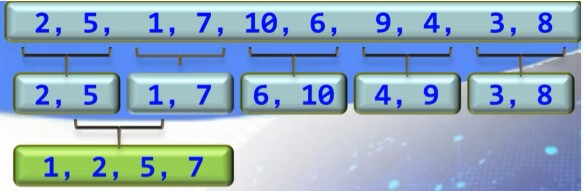 2, 5, 1, 7, 10, 6, 9, 4, 3, 8
2, 5 1, 7 6, 10 4, 9 3, 8
1, 2, 5, 7